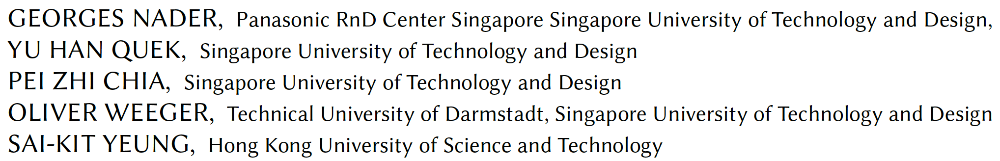 GEORGES NADER, Panasonic RnD Center Singapore Singapore University of Technology and Design,
YU HAN QUEK, Singapore University of Technology and Design
PEI ZHI CHIA, Singapore University of Technology and Design
OLIVER WEEGER, Technical University of Darmstadt, Singapore University of Technology and Design
SAI-KIT YEUNG, Hong Kong University of Science and Technology